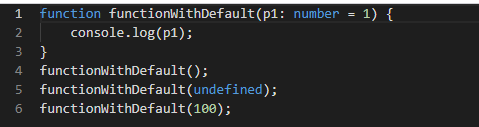 1 function functionWithDefault(p1: number = 1) {
2     console.log(p1);
3 }
4 functionWithDefault();
5 functionWithDefault(undefined);
6 functionWithDefault(100);